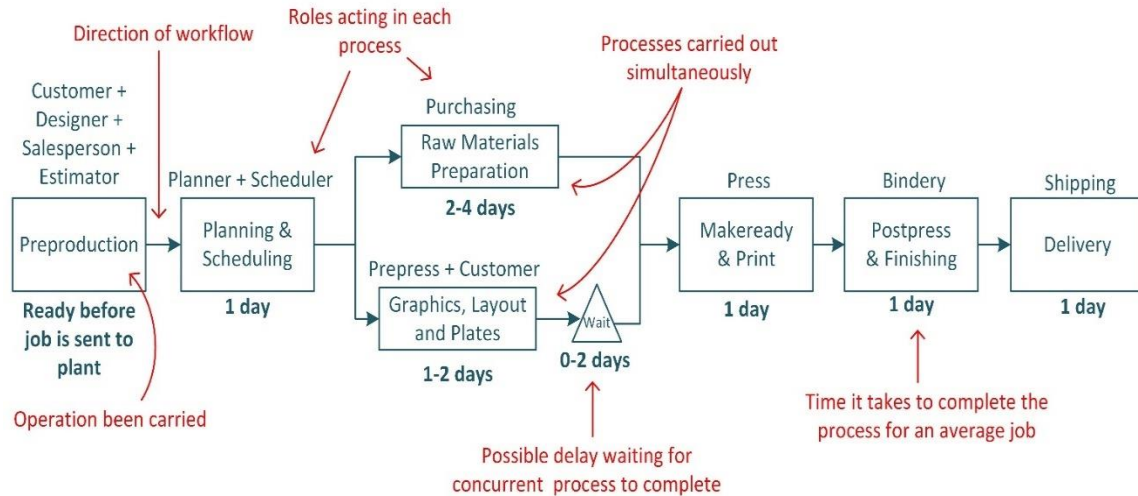 Direction of workflow
Roles acting in each
process
Processes carried out
simultaneously
Customer +
Designer +
Salesperson +
Estimator
Preproduction
Ready before
job is sent to
plant
Operation been carried
Planner + Scheduler
Planning &
Scheduling
1 day
Purchasing
Raw Materials
Preparation
2-4 days
Prepress + Customer
Graphics, Layout
and Plates
1-2 days
Wait
0-2 days
Possible delay waiting for
concurrent process to complete
Press
Makeready
& Print
1 day
Bindery
Postpress
& Finishing
1 day
Time it takes to complete the
process for an average job
Shipping
Delivery
1 day